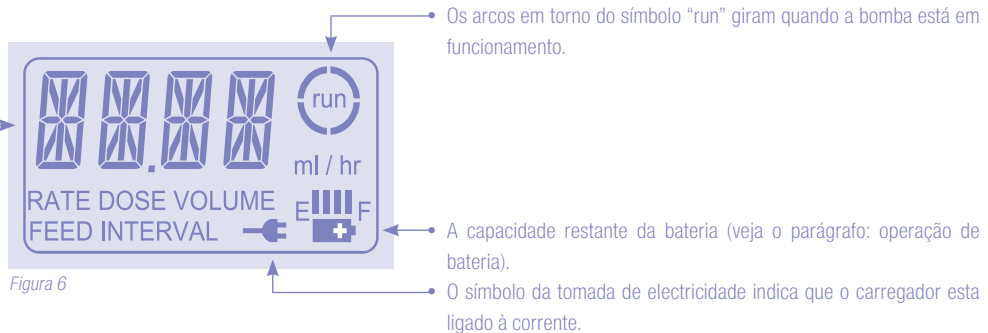 Os arcos em torno do símbolo “run” giram quando a bomba está em
funcionamento.
run
ml / hr
RATE DOSE VOLUME
FEED INTERVAL
E F
A capacidade restante da bateria (veja o parágrafo: operação de
bateria).
Figura 6
O símbolo da tomada de electricidade indica que o carregador esta
ligado à corrente.